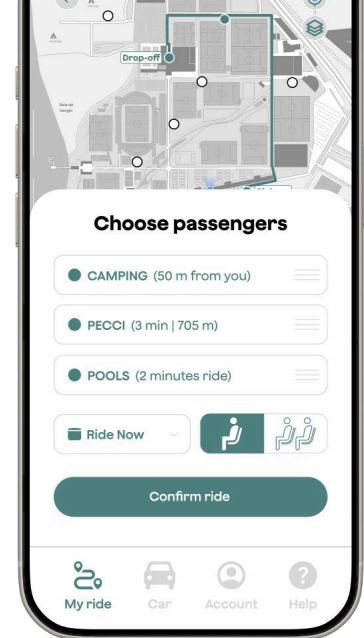 Drop-off
Choose passengers
CAMPING (50 m from you)
PECCI (3 min | 705 m)
POOLS (2 minutes ride)
Ride Now
Confirm ride
My ride
Car
Account
Help